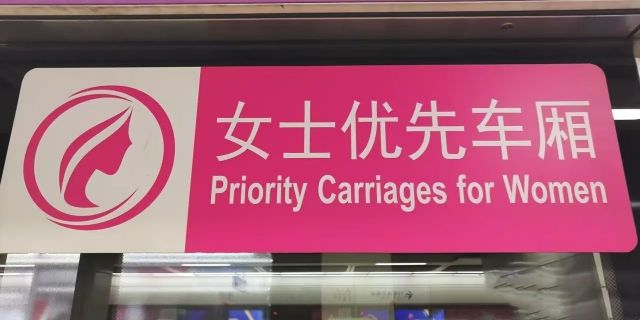 女士优先车厢
Priority Carriages for Women